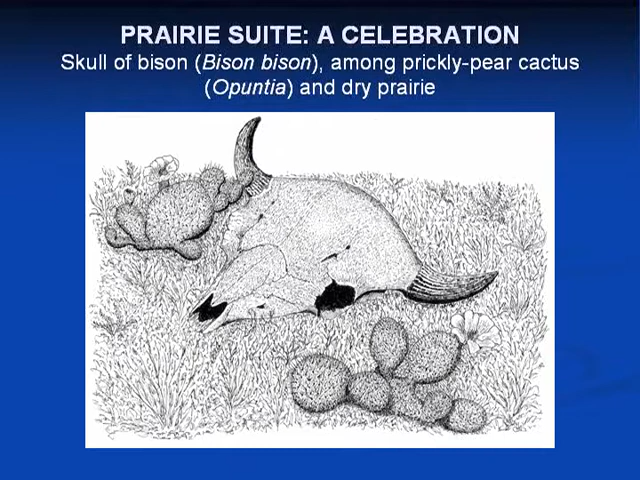 PRAIRIE SUITE: A CELEBRATION
Skull of bison (Bison bison), among prickly-pear cactus
(Opuntia) and dry prairie